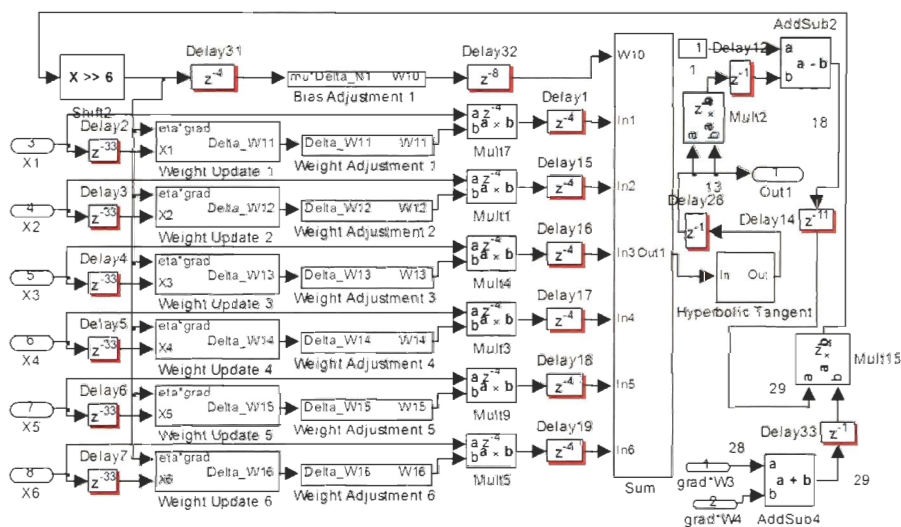 Delay31
Delay32
AddSub2
Delay12
X >> 6
z-4
mu*Delta_N1 W10
z-8
W10
1
a
b
a - b
z-1
Shift2
Bias Adjustment 1
1
18
Mult2
3
X1
Delay2
z-33
eta*grad
X1
Delta_W11
Weight Update 1
Delta_W11 W11
Weight Adjustment 1
a z-4
b a × b
Mult7
Delay1
z-4
In1
4
X2
Delay3
z-33
eta*grad
X2
Delta_W12
Weight Update 2
Delta_W12 W12
Weight Adjustment 2
a z-4
b a × b
Mult1
Delay15
z-4
In2
13
1
Out1
Delay26
z-1
Delay14
z-11
5
X3
Delay4
z-33
eta*grad
X3
Delta_W13
Weight Update 3
Delta_W13 W13
Weight Adjustment 3
a z-4
b a × b
Mult4
Delay16
z-4
In3 Out1
In Out
Hyperbolic Tangent
6
X4
Delay5
z-33
eta*grad
X4
Delta_W14
Weight Update 4
Delta_W14 W14
Weight Adjustment 4
a z-4
b a × b
Mult3
Delay17
z-4
In4
a × b
a b
Mult15
29
7
X5
Delay6
z-33
eta*grad
X5
Delta_W15
Weight Update 5
Delta_W15 W15
Weight Adjustment 5
a z-4
b a × b
Mult9
Delay18
z-4
In5
Delay33
z-1
8
X6
Delay7
z-33
eta*grad
X6
Delta_W16
Weight Update 6
Delta_W16 W16
Weight Adjustment 6
a z-4
b a × b
Mult5
Delay19
z-4
In6
Sum
28
1
grad*W3
2
grad*W4
a
b
a + b
29
AddSub4